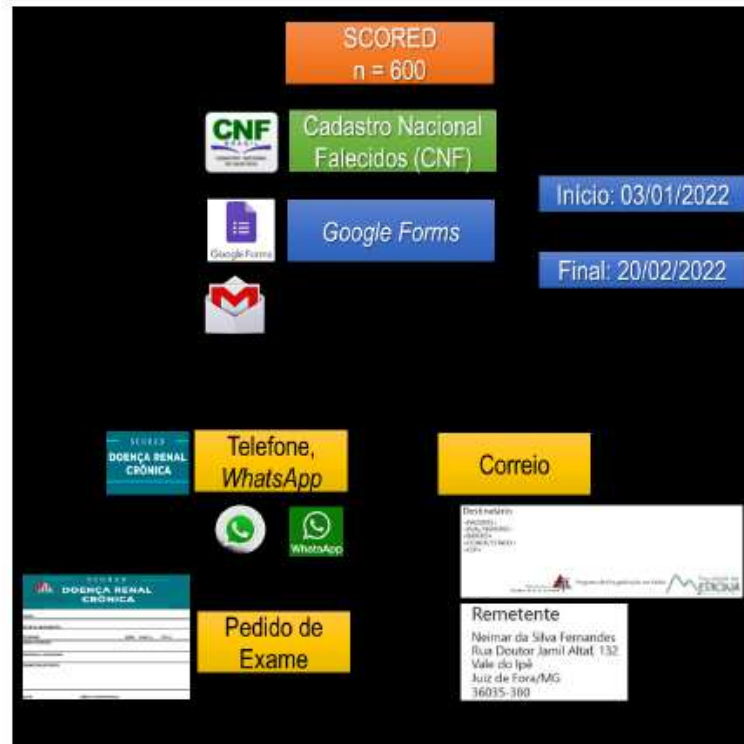 SCORED
n = 600
CNF
BRASIL
Cadastro Nacional
Falecidos (CNF)
Início: 03/01/2022
Google Forms
Google Forms
Final: 20/02/2022
SCORED
DOENÇA RENAL
CRÔNICA
Telefone,
WhatsApp
Correio
WhatsApp
Destinatário
SCORED
DOENÇA RENAL
CRÔNICA
MEDICINA
Pedido de
Exame
Remetente
Neimar da Silva Fernandes
Rua Doutor Jamil Altaf, 132
Vale do Ipê
Juiz de Fora/MG
36035-380